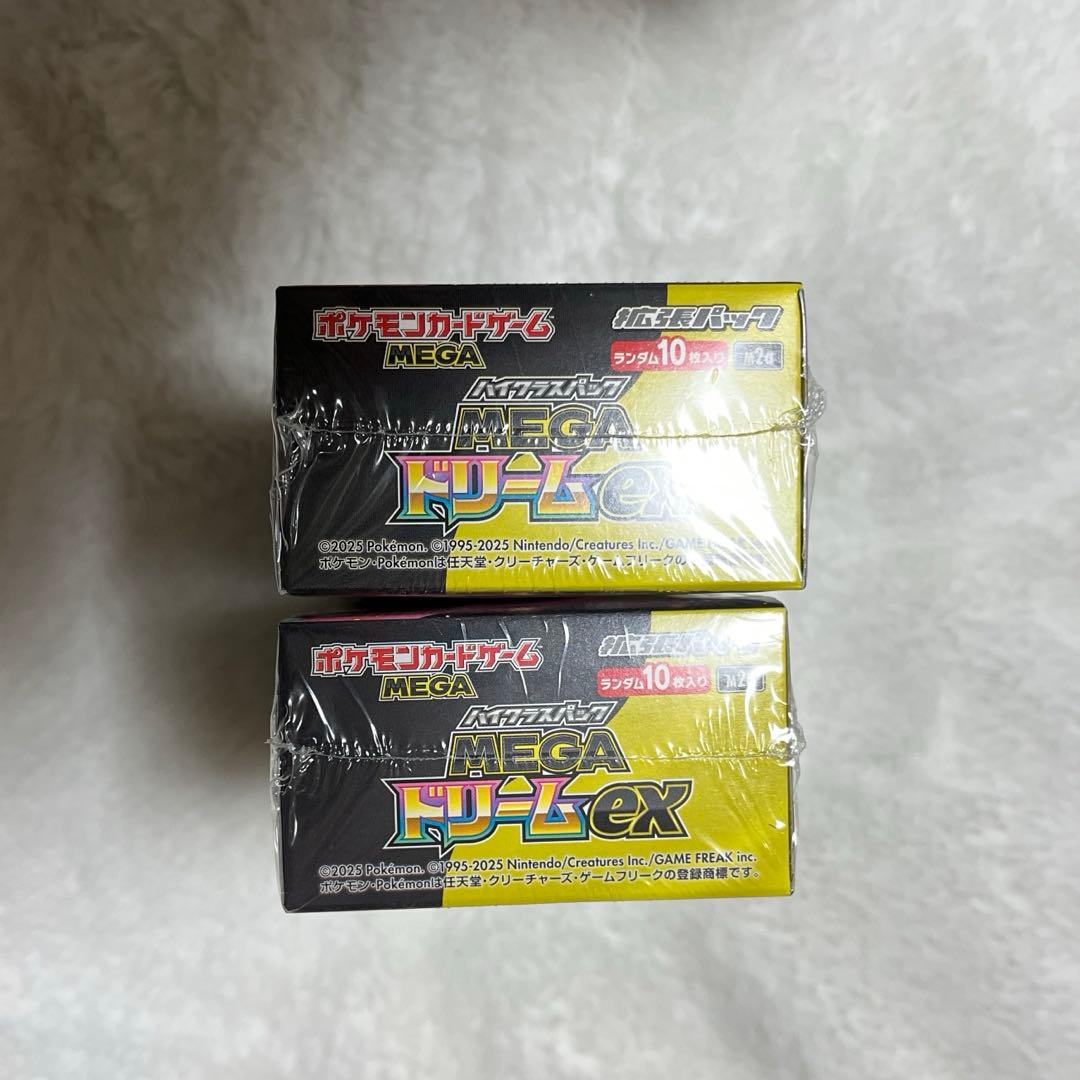 ポケモンカードゲーム
MEGA
拡張パック
ランダム10枚入り
M2a
ハイクラスパック
MEGA
ドリームex
©2025 Pokémon. ©1995-2025 Nintendo/Creatures Inc./GAME FREAK inc.
ポケモン・Pokémonは任天堂・クリーチャーズ・ゲームフリークの
ポケモンカードゲーム
MEGA
拡張パック
ランダム10枚入り
M2
ハイクラスパック
MEGA
ドリームex
©2025 Pokémon. ©1995-2025 Nintendo/Creatures Inc./GAME FREAK inc.
ポケモン・Pokémonは任天堂・クリーチャーズ・ゲームフリークの登録商標です。